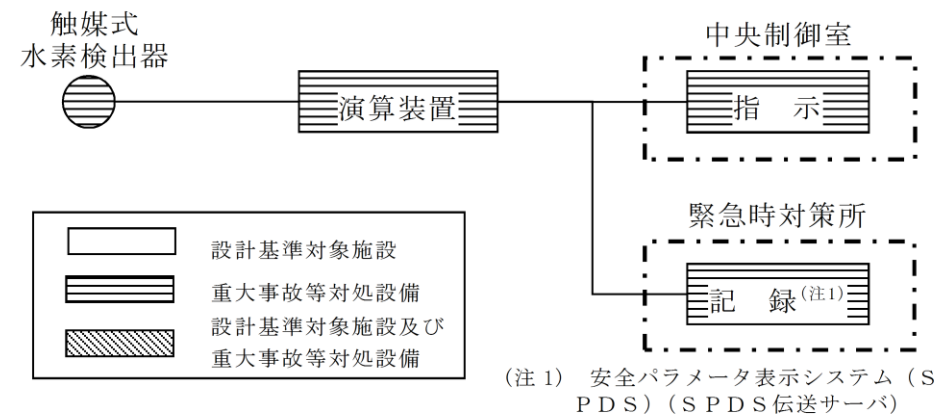 触媒式
水素検出器
演算装置
中央制御室
指　示
緊急時対策所
記　録(注1)
設計基準対象施設
重大事故等対処設備
設計基準対象施設及び
重大事故等対処設備
(注 1)　安全パラメータ表示システム（Ｓ
ＰＤＳ）（ＳＰＤＳ伝送サーバ）